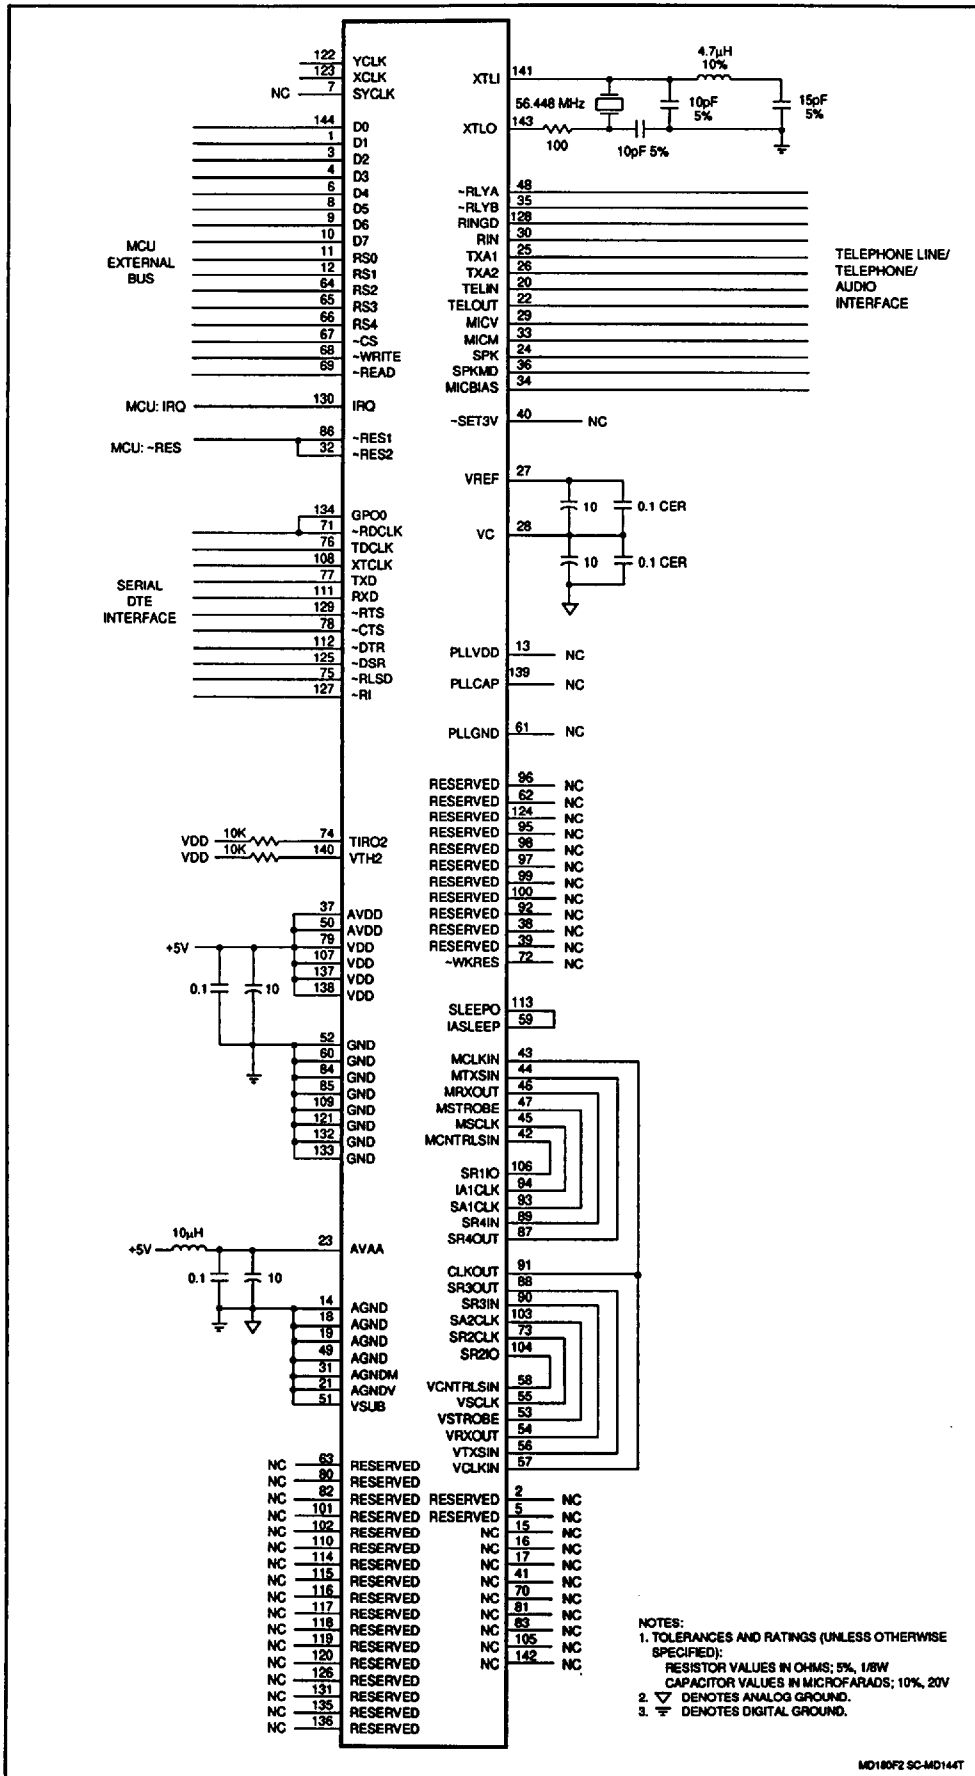 122 YCLK
123 XCLK
NC 7 SYCLK
144 D0
1 D1
3 D2
4 D3
6 D4
8 D5
9 D6
10 D7
11 RS0
12 RS1
64 RS2
65 RS3
66 RS4
67 ~CS
68 ~WRITE
69 ~READ
MCU
EXTERNAL
BUS
MCU: IRQ 130 IRQ
MCU: ~RES 86 ~RES1
32 ~RES2
134 GPO0
71 ~RDCLK
76 TDCLK
108 XTCLK
77 TXD
111 RXD
129 ~RTS
78 ~CTS
112 ~DTR
125 ~DSR
75 ~RLSD
127 ~RI
SERIAL
DTE
INTERFACE
VDD 10K 74 TIRO2
VDD 10K 140 VTH2
37 AVDD
50 AVDD
+5V 79 VDD
107 VDD
137 VDD
138 VDD
0.1 10
52 GND
60 GND
84 GND
85 GND
109 GND
121 GND
132 GND
133 GND
+5V 10µH 23 AVAA
0.1 10
14 AGND
18 AGND
19 AGND
49 AGND
31 AGNDM
21 AGNDV
51 VSUB
NC 63 RESERVED
NC 80 RESERVED
NC 82 RESERVED
NC 101 RESERVED
NC 102 RESERVED
NC 110 RESERVED
NC 114 RESERVED
NC 115 RESERVED
NC 116 RESERVED
NC 117 RESERVED
NC 118 RESERVED
NC 119 RESERVED
NC 120 RESERVED
NC 126 RESERVED
NC 131 RESERVED
NC 135 RESERVED
NC 136 RESERVED
XTLI 141
4.7µH
10%
56.448 MHz
10pF
5%
15pF
5%
XTLO 143
100
10pF 5%
~RLYA 48
~RLYB 35
RINGD 128
RIN 30
TXA1 25
TXA2 26
TELIN 20
TELOUT 22
MICV 29
MICM 33
SPK 24
SPKMD 36
MICBIAS 34
TELEPHONE LINE/
TELEPHONE/
AUDIO
INTERFACE
~SET3V 40 NC
VREF 27
10 0.1 CER
VC 28
10 0.1 CER
PLLVDD 13 NC
PLLCAP 139 NC
PLLGND 61 NC
RESERVED 96 NC
RESERVED 62 NC
RESERVED 124 NC
RESERVED 95 NC
RESERVED 98 NC
RESERVED 97 NC
RESERVED 99 NC
RESERVED 100 NC
RESERVED 92 NC
RESERVED 38 NC
RESERVED 39 NC
~WKRES 72 NC
SLEEPO 113
IASLEEP 59
MCLKIN 43
MTXSIN 44
MRXOUT 46
MSTROBE 47
MSCLK 45
MCNTRLSIN 42
SR1IO 106
IA1CLK 94
SA1CLK 93
SR4IN 89
SR4OUT 87
CLKOUT 91
SR3OUT 88
SR3IN 90
SA2CLK 103
SR2CLK 73
SR2IO 104
VCNTRLSIN 58
VSCLK 55
VSTROBE 53
VRXOUT 54
VTXSIN 56
VCLKIN 57
RESERVED 2 NC
RESERVED 5 NC
NC 15 NC
NC 16 NC
NC 17 NC
NC 41 NC
NC 70 NC
NC 81 NC
NC 83 NC
NC 105 NC
NC 142 NC
NOTES:
1. TOLERANCES AND RATINGS (UNLESS OTHERWISE
SPECIFIED):
RESISTOR VALUES IN OHMS; 5%, 1/8W
CAPACITOR VALUES IN MICROFARADS; 10%, 20V
2. DENOTES ANALOG GROUND.
3. DENOTES DIGITAL GROUND.
MD180F2 SC-MD144T